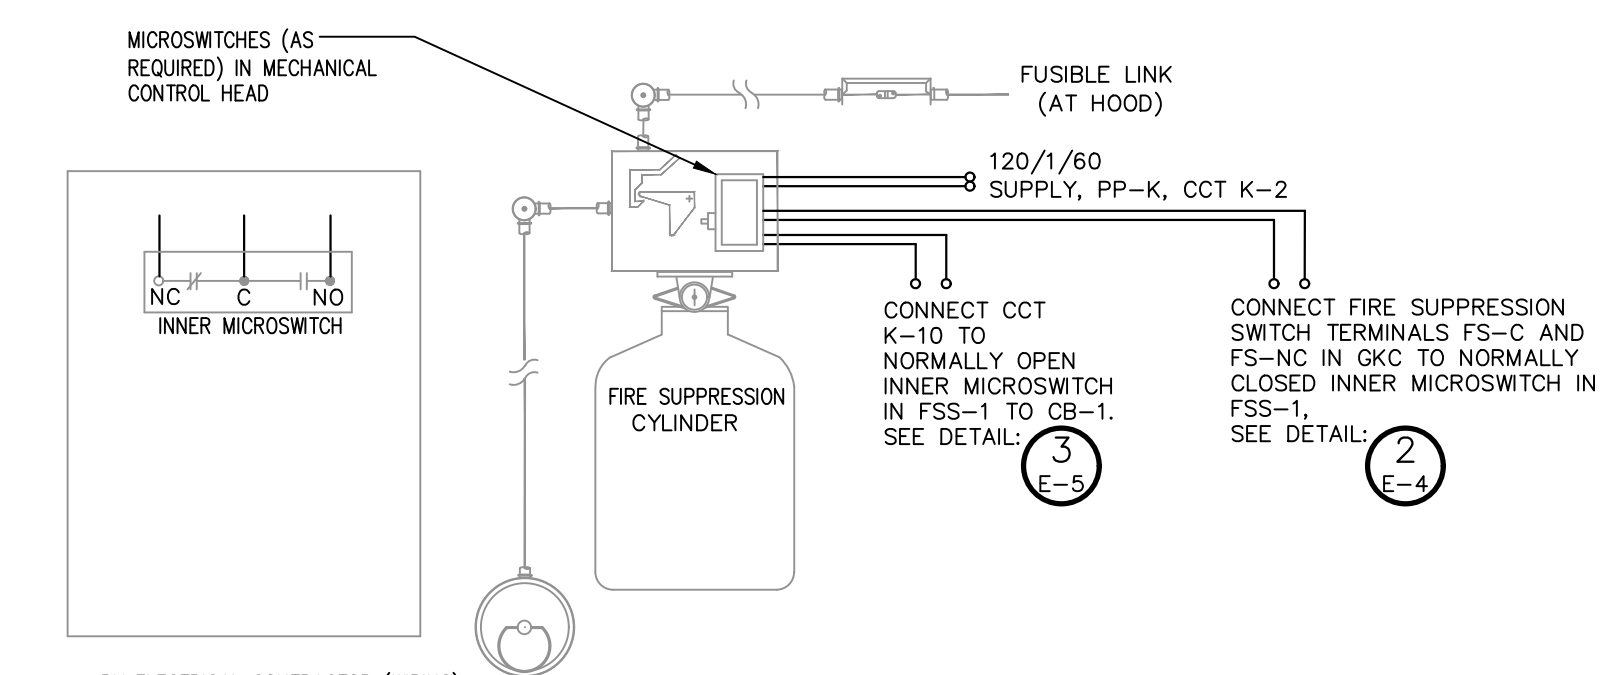 MICROSWITCHES (AS
REQUIRED) IN MECHANICAL
CONTROL HEAD
FUSIBLE LINK
(AT HOOD)
120/1/60
SUPPLY, PP-K, CCT K-2
NC C NO
INNER MICROSWITCH
CONNECT CCT
K-10 TO
NORMALLY OPEN
INNER MICROSWITCH
IN FSS-1 TO CB-1.
SEE DETAIL:
3
E-5
CONNECT FIRE SUPPRESSION
SWITCH TERMINALS FS-C AND
FS-NC IN GKC TO NORMALLY
CLOSED INNER MICROSWITCH IN
FSS-1,
SEE DETAIL:
2
E-4
FIRE SUPPRESSION
CYLINDER
ELECTRICAL CONTRACTOR (WIRING)